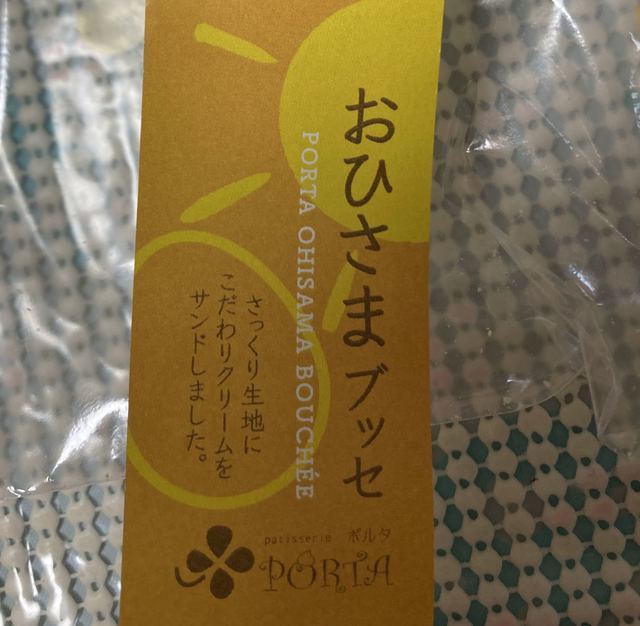 おひさまブッセ
PORTA OHISAMA BOUCHÉE
さっくり生地に
こだわりクリームを
サンドしました。
patisserie ポルタ
PORTA